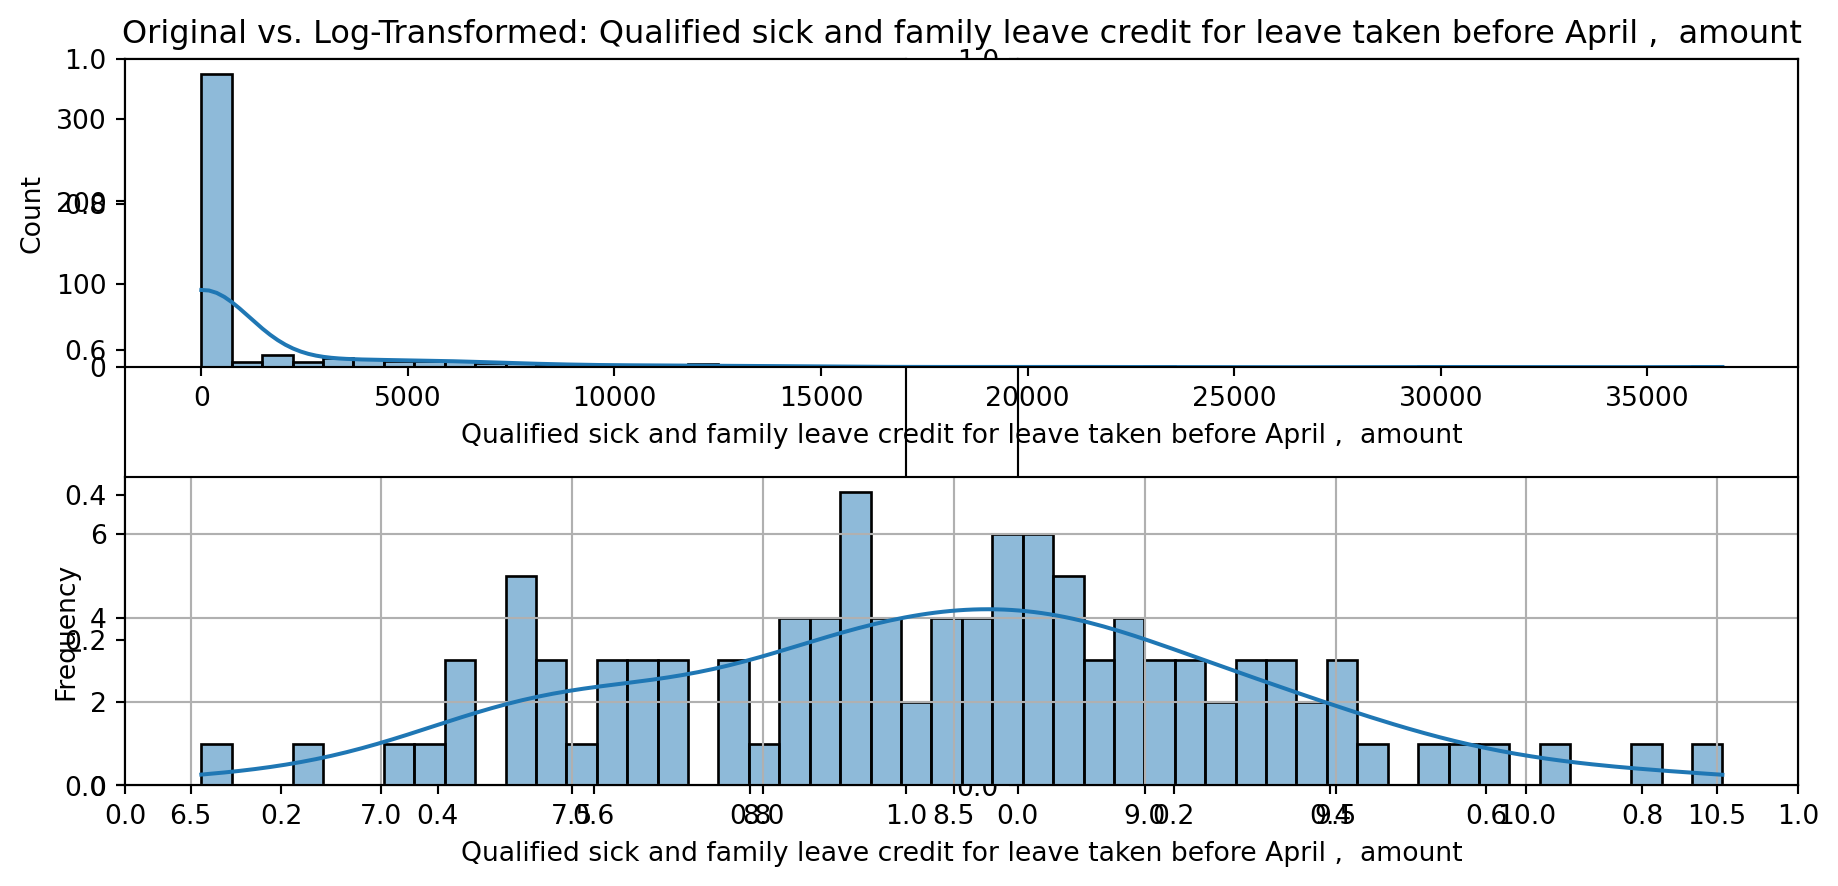 Original vs. Log-Transformed: Qualified sick and family leave credit for leave taken before April ,  amount
1.0
1.0
300
200
0.8
100
0.6
0
Count
0 5000 10000 15000 20000 25000 30000 35000
Qualified sick and family leave credit for leave taken before April ,  amount
0.4
6
4
0.2
2
0.0
0.0
Frequency
0.0 6.5 0.2 7.0 0.4 7.5 0.6 0.8 8.0 1.0 8.5 0.0 9.0 0.2 0.4 9.5 0.6 10.0 0.8 10.5 1.0
Qualified sick and family leave credit for leave taken before April ,  amount